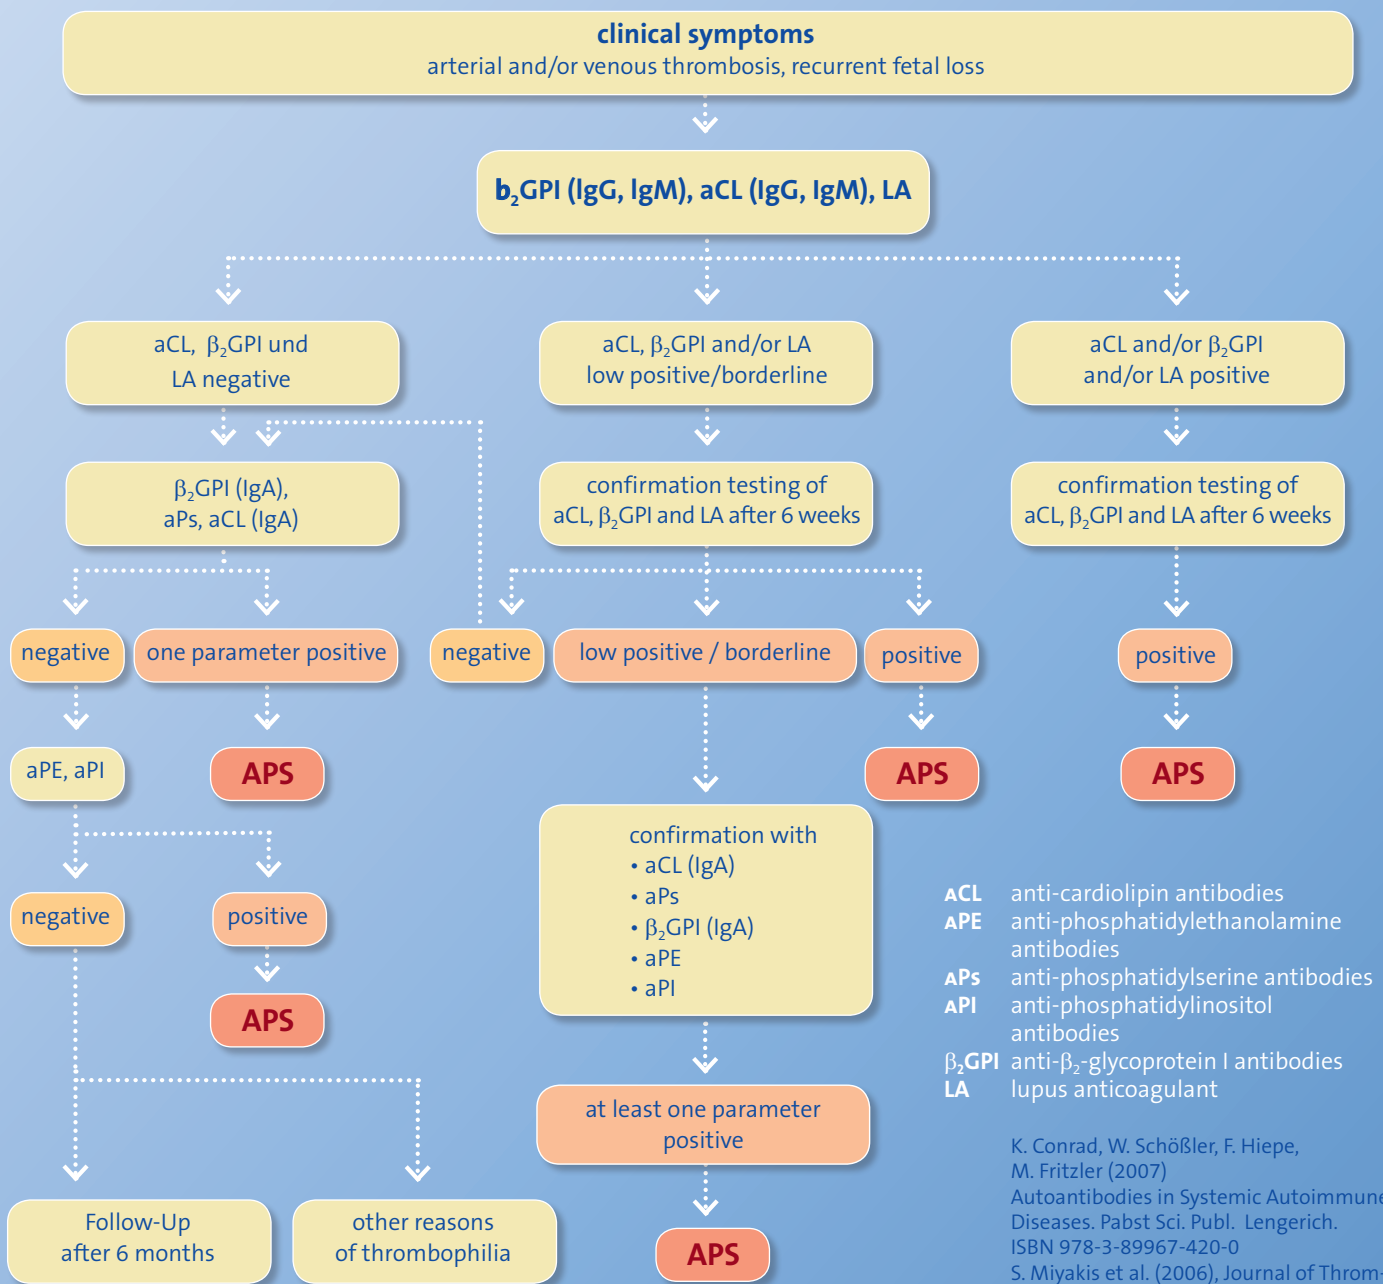 clinical symptoms
arterial and/or venous thrombosis, recurrent fetal loss
b₂GPI (IgG, IgM), aCL (IgG, IgM), LA
aCL, β₂GPI und
LA negative
aCL, β₂GPI and/or LA
low positive/borderline
aCL and/or β₂GPI
and/or LA positive
β₂GPI (IgA),
aPs, aCL (IgA)
confirmation testing of
aCL, β₂GPI and LA after 6 weeks
confirmation testing of
aCL, β₂GPI and LA after 6 weeks
negative
one parameter positive
negative
low positive / borderline
positive
positive
aPE, aPI
APS
APS
APS
confirmation with
• aCL (IgA)
• aPs
• β₂GPI (IgA)
• aPE
• aPI
negative
positive
APS
at least one parameter
positive
APS
Follow-Up
after 6 months
other reasons
of thrombophilia
ACL anti-cardiolipin antibodies
APE anti-phosphatidylethanolamine
antibodies
APs anti-phosphatidylserine antibodies
API anti-phosphatidylinositol
antibodies
β₂GPI anti-β₂-glycoprotein I antibodies
LA lupus anticoagulant
K. Conrad, W. Schößler, F. Hiepe,
M. Fritzler (2007)
Autoantibodies in Systemic Autoimmune
Diseases. Pabst Sci. Publ. Lengerich.
ISBN 978-3-89967-420-0
S. Miyakis et al. (2006), Journal of Throm-